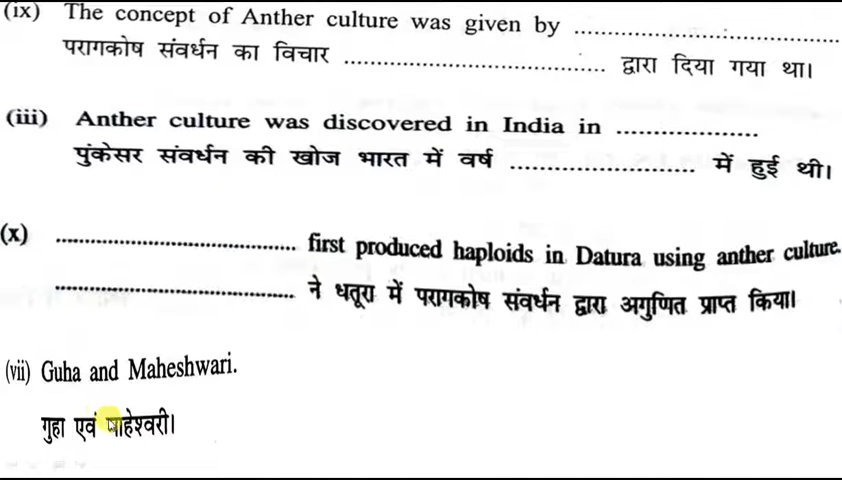 (ix) The concept of Anther culture was given by ........................................
परागकोष संवर्धन का विचार ........................................ द्वारा दिया गया था।
(iii) Anther culture was discovered in India in ...................
पुंकेसर संवर्धन की खोज भारत में वर्ष ......................... में हुई थी।
(x) ........................................ first produced haploids in Datura using anther culture.
........................................ ने धतूरा में परागकोष संवर्धन द्वारा अगुणित प्राप्त किया।
(vii) Guha and Maheshwari.
गुहा एवं माहेश्वरी।